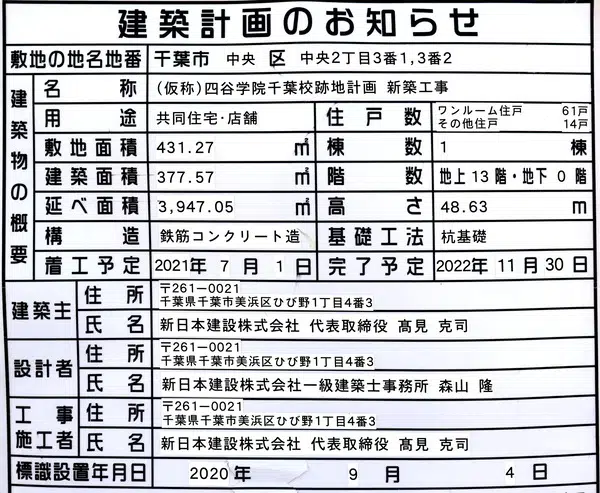 建築計画のお知らせ
敷地の地名地番 千葉市 中央 区 中央2丁目3番1,3番2
建築物の概要
名称 (仮称)四谷学院千葉校跡地計画 新築工事
用途 共同住宅・店舗 住戸数 ワンルーム住戸 61戸
その他住戸 14戸
敷地面積 431.27 ㎡ 棟数 1 棟
建築面積 377.57 ㎡ 階数 地上13階・地下0階
延べ面積 3,947.05 ㎡ 高さ 48.63 m
構造 鉄筋コンクリート造 基礎工法 杭基礎
着工予定 2021年 7月 1日 完了予定 2022年 11月 30日
建築主 住所 〒261-0021
千葉県千葉市美浜区ひび野1丁目4番3
氏名 新日本建設株式会社 代表取締役 髙見 克司
設計者 住所 〒261-0021
千葉県千葉市美浜区ひび野1丁目4番3
氏名 新日本建設株式会社一級建築士事務所 森山 隆
工事施工者 住所 〒261-0021
千葉県千葉市美浜区ひび野1丁目4番3
氏名 新日本建設株式会社 代表取締役 髙見 克司
標識設置年月日 2020年 9月 4日